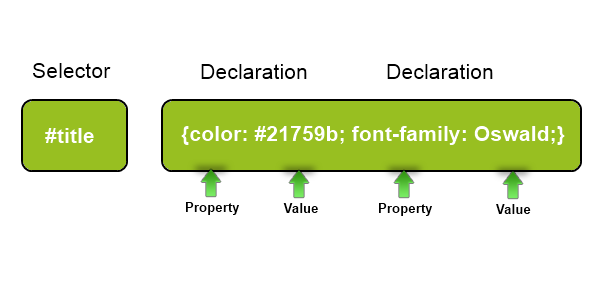 Selector Declaration Declaration
#title {color: #21759b; font-family: Oswald;}
Property Value Property Value